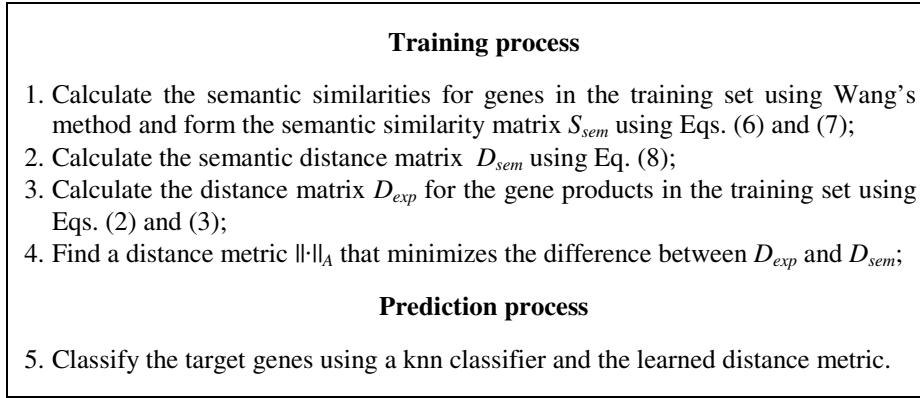 Training process
1. Calculate the semantic similarities for genes in the training set using Wang's
method and form the semantic similarity matrix S_sem using Eqs. (6) and (7);
2. Calculate the semantic distance matrix D_sem using Eq. (8);
3. Calculate the distance matrix D_exp for the gene products in the training set using
Eqs. (2) and (3);
4. Find a distance metric ||·||_A that minimizes the difference between D_exp and D_sem;
Prediction process
5. Classify the target genes using a knn classifier and the learned distance metric.